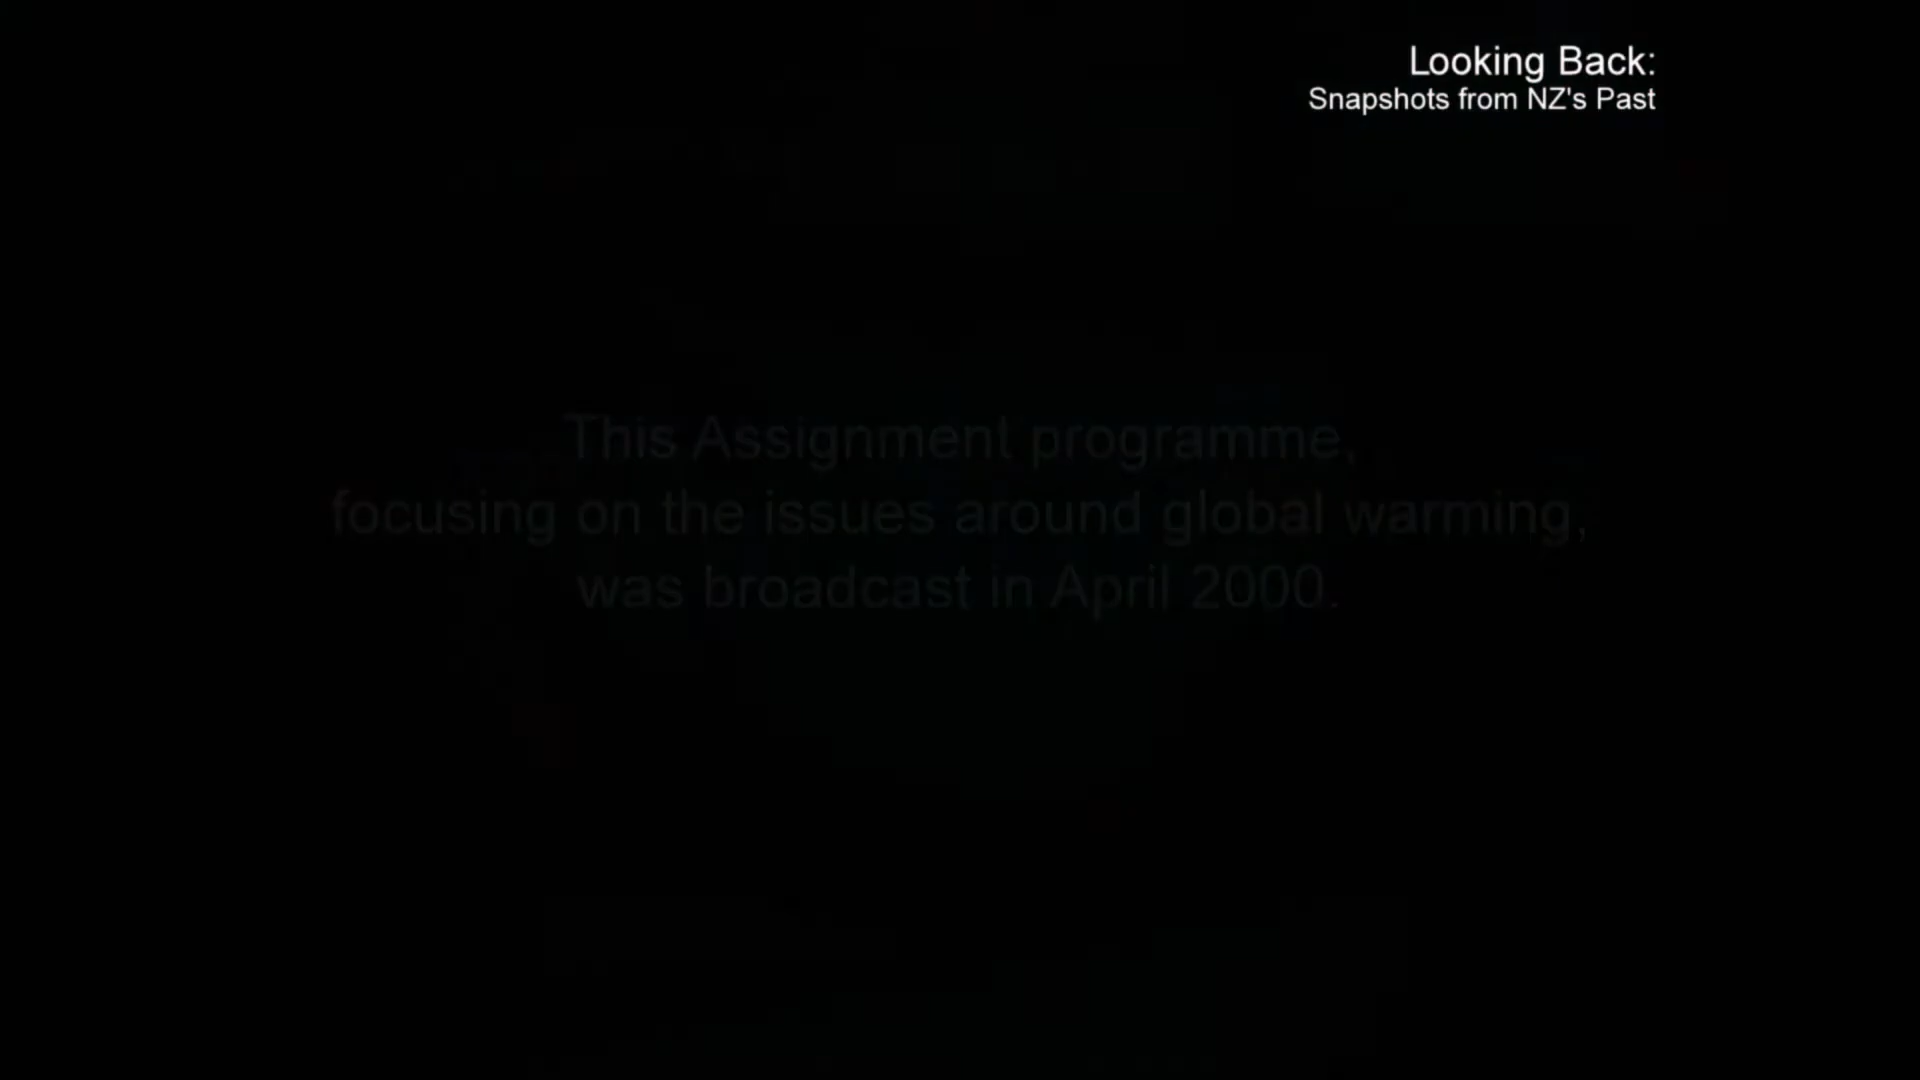 Looking Back:
Snapshots from NZ's Past
This Assignment programme,
focusing on the issues around global warming,
was broadcast in April 2000.